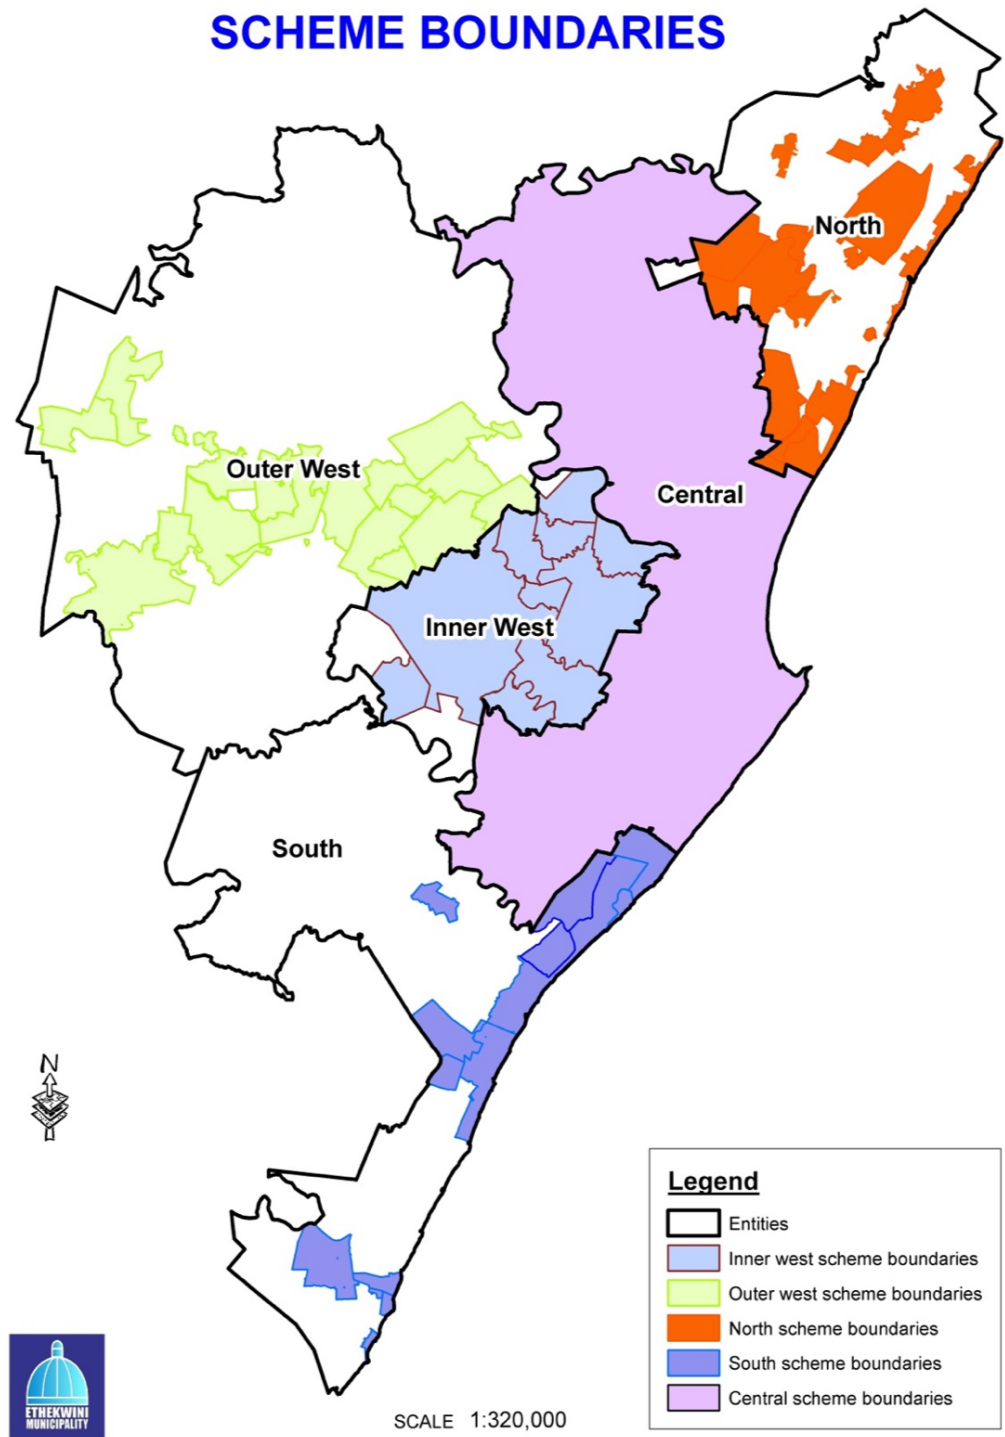 SCHEME BOUNDARIES
North
Outer West
Central
Inner West
South
N
Legend
Entities
Inner west scheme boundaries
Outer west scheme boundaries
North scheme boundaries
South scheme boundaries
Central scheme boundaries
ETHEKWINI
MUNICIPALITY
SCALE 1:320,000